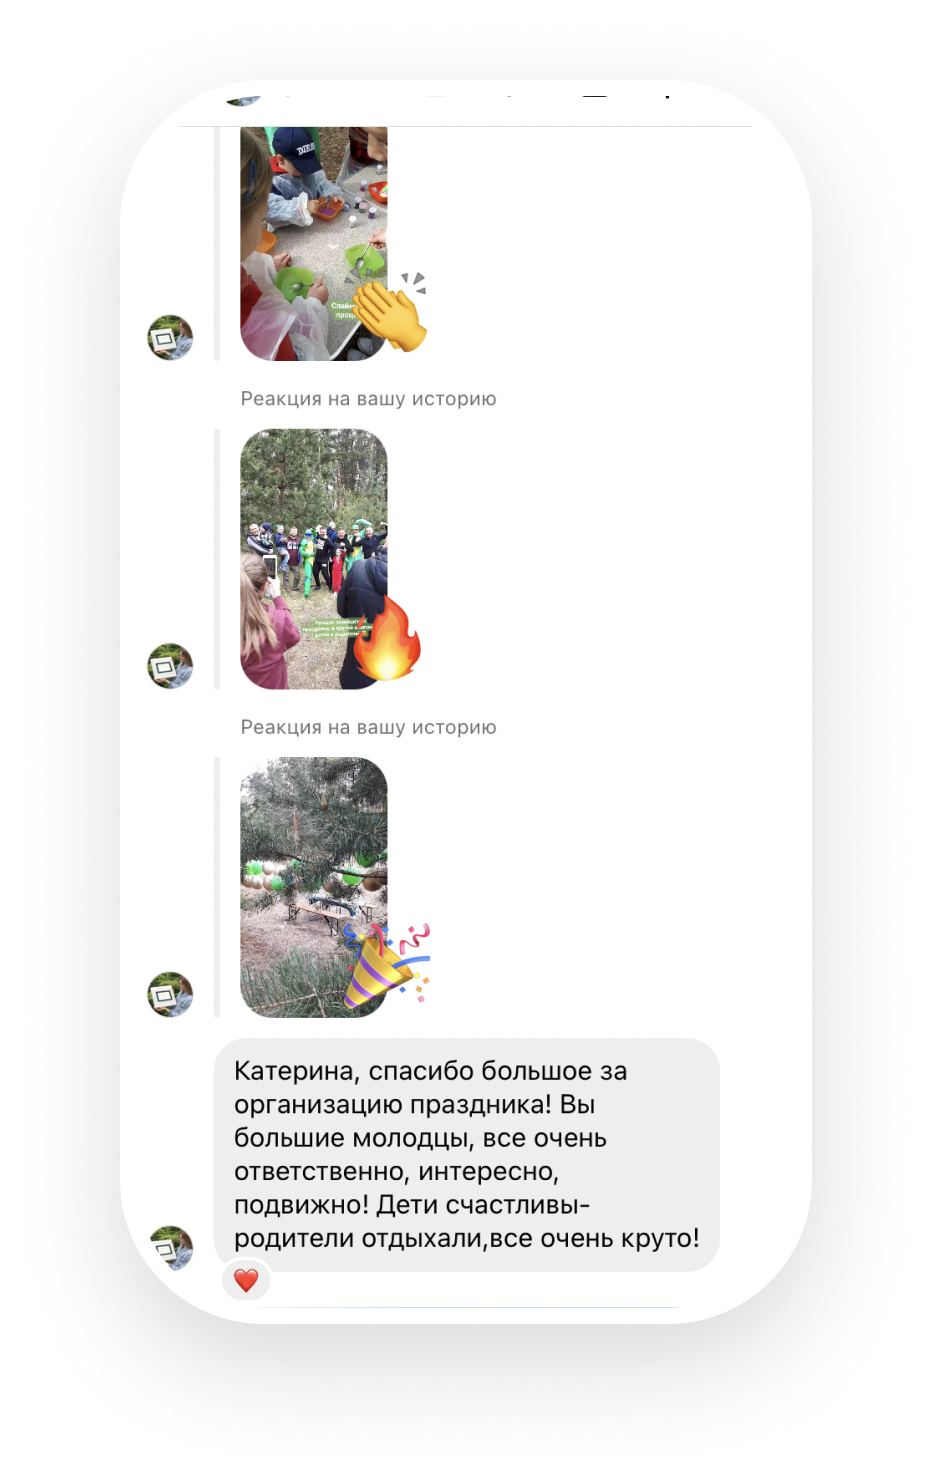 Реакция на вашу историю
Реакция на вашу историю
Катерина, спасибо большое за
организацию праздника! Вы
большие молодцы, все очень
ответственно, интересно,
подвижно! Дети счастливы-
родители отдыхали,все очень круто!